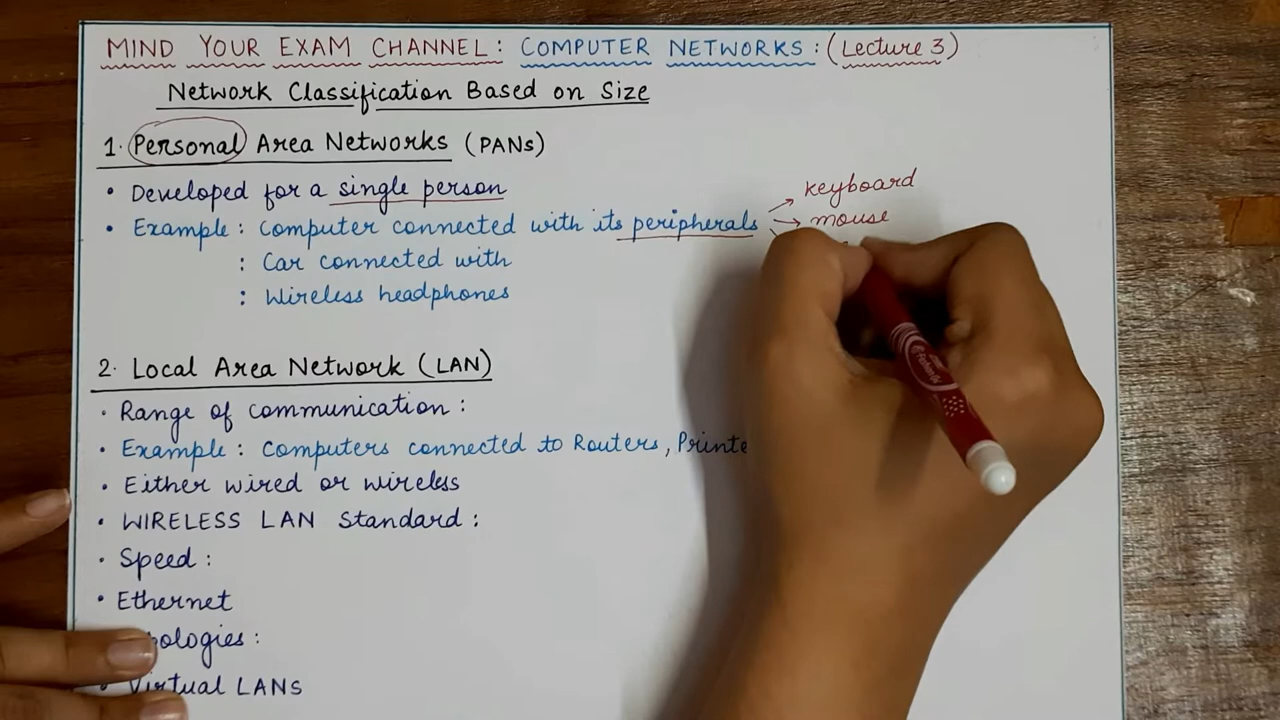 MIND YOUR EXAM CHANNEL: COMPUTER NETWORKS: (Lecture 3)
Network Classification Based on Size
1. Personal Area Networks (PANs)
• Developed for a single person
• Example: Computer connected with its peripherals
keyboard
mouse
: Car connected with
: Wireless headphones
2. Local Area Network (LAN)
• Range of communication:
• Example: Computers connected to Routers, Printe
• Either wired or wireless
• WIRELESS LAN Standard:
• Speed:
• Ethernet
ologies:
• Virtual LANs